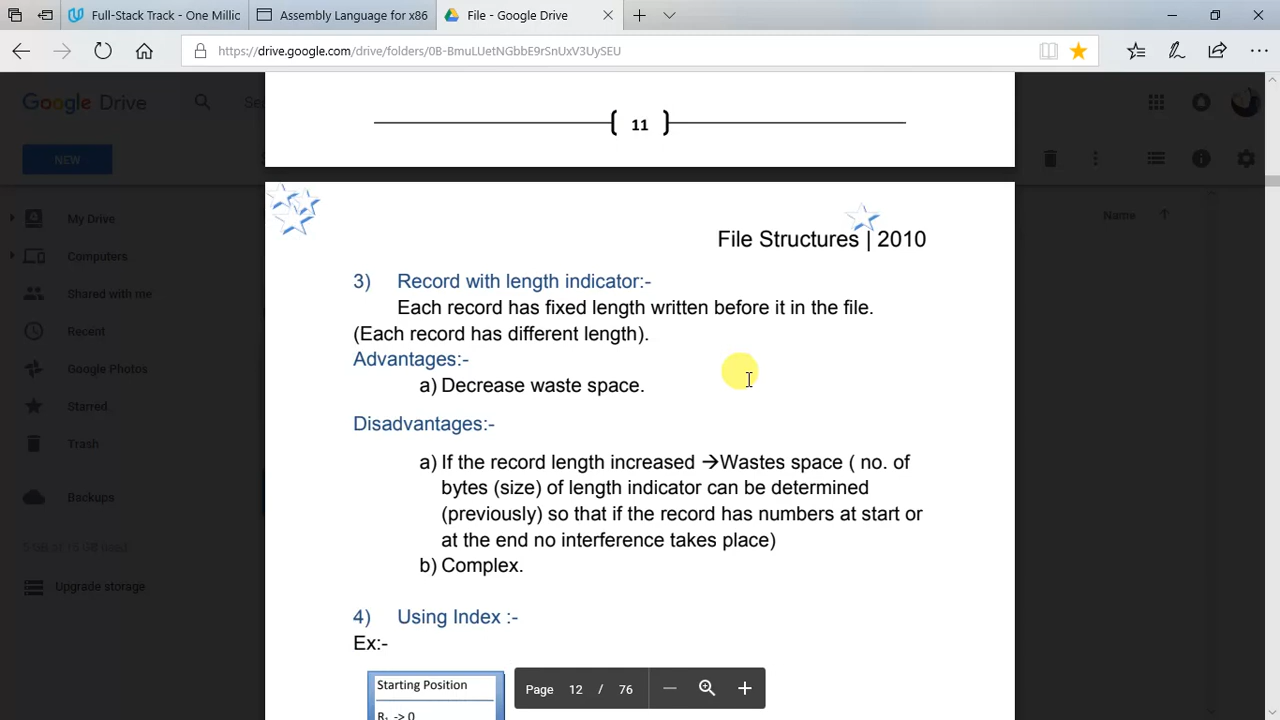 Full-Stack Track - One Millic
Assembly Language for x86
File - Google Drive
https://drive.google.com/drive/folders/0B-BmuLUetNGbbE9rSnUxV3UySEU
Google Drive
Sea
NEW
My Drive
Computers
Shared with me
Recent
Google Photos
Starred
Trash
Backups
Upgrade storage
Name
11
File Structures | 2010
3) Record with length indicator:-
Each record has fixed length written before it in the file.
(Each record has different length).
Advantages:-
a) Decrease waste space.
Disadvantages:-
a) If the record length increased →Wastes space ( no. of
bytes (size) of length indicator can be determined
(previously) so that if the record has numbers at start or
at the end no interference takes place)
b) Complex.
4) Using Index :-
Ex:-
Starting Position
R₁ -> 0
Page 12 / 76